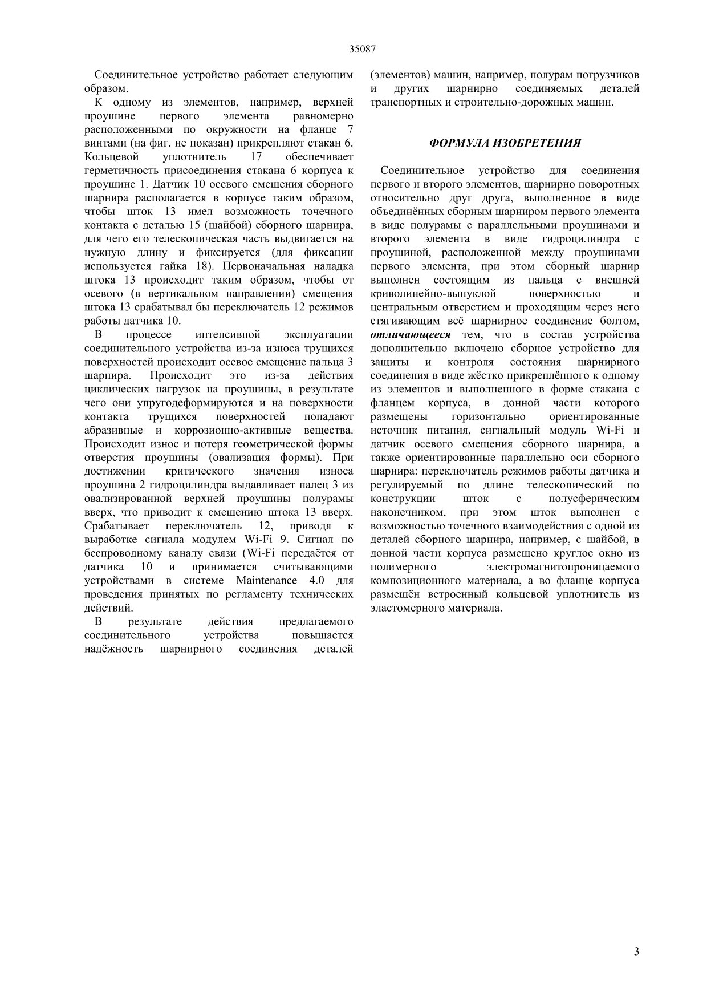 35087
Соединительное устройство работает следующим
образом.
К одному из элементов, например, верхней
проушине первого элемента равномерно
расположенными по окружности на фланце 7
винтами (на фиг. не показан) прикрепляют стакан 6.
Кольцевой уплотнитель 17 обеспечивает
герметичность присоединения стакана 6 корпуса к
проушине 1. Датчик 10 осевого смещения сборного
шарнира располагается в корпусе таким образом,
чтобы шток 13 имел возможность точечного
контакта с деталью 15 (шайбой) сборного шарнира,
для чего его телескопическая часть выдвигается на
нужную длину и фиксируется (для фиксации
используется гайка 18). Первоначальная наладка
штока 13 происходит таким образом, чтобы от
осевого (в вертикальном направлении) смещения
штока 13 срабатывал бы переключатель 12 режимов
работы датчика 10.
В процессе интенсивной эксплуатации
соединительного устройства из-за износа трущихся
поверхностей происходит осевое смещение пальца 3
шарнира. Происходит это из-за действия
циклических нагрузок на проушины, в результате
чего они упругодеформируются и на поверхности
контакта трущихся поверхностей попадают
абразивные и коррозионно-активные вещества.
Происходит износ и потеря геометрической формы
отверстия проушины (овализация формы). При
достижении критического значения износа
проушина 2 гидроцилиндра выдавливает палец 3 из
овализированной верхней проушины полурамы
вверх, что приводит к смещению штока 13 вверх.
Срабатывает переключатель 12, приводя к
выработке сигнала модулем Wi-Fi 9. Сигнал по
беспроводному каналу связи (Wi-Fi передаётся от
датчика 10 и принимается считывающими
устройствами в системе Maintenance 4.0 для
проведения принятых по регламенту технических
действий.
В результате действия предлагаемого
соединительного устройства повышается
надёжность шарнирного соединения деталей
(элементов) машин, например, полурам погрузчиков
и других шарнирно соединяемых деталей
транспортных и строительно-дорожных машин.
ФОРМУЛА ИЗОБРЕТЕНИЯ
Соединительное устройство для соединения
первого и второго элементов, шарнирно поворотных
относительно друг друга, выполненное в виде
объединённых сборным шарниром первого элемента
в виде полурамы с параллельными проушинами и
второго элемента в виде гидроцилиндра с
проушиной, расположенной между проушинами
первого элемента, при этом сборный шарнир
выполнен состоящим из пальца с внешней
криволинейно-выпуклой поверхностью и
центральным отверстием и проходящим через него
стягивающим всё шарнирное соединение болтом,
отличающееся тем, что в состав устройства
дополнительно включено сборное устройство для
защиты и контроля состояния шарнирного
соединения в виде жёстко прикреплённого к одному
из элементов и выполненного в форме стакана с
фланцем корпуса, в донной части которого
размещены горизонтально ориентированные
источник питания, сигнальный модуль Wi-Fi и
датчик осевого смещения сборного шарнира, а
также ориентированные параллельно оси сборного
шарнира: переключатель режимов работы датчика и
регулируемый по длине телескопический по
конструкции шток с полусферическим
наконечником, при этом шток выполнен с
возможностью точечного взаимодействия с одной из
деталей сборного шарнира, например, с шайбой, в
донной части корпуса размещено круглое окно из
полимерного электромагнитопроницаемого
композиционного материала, а во фланце корпуса
размещён встроенный кольцевой уплотнитель из
эластомерного материала.
3